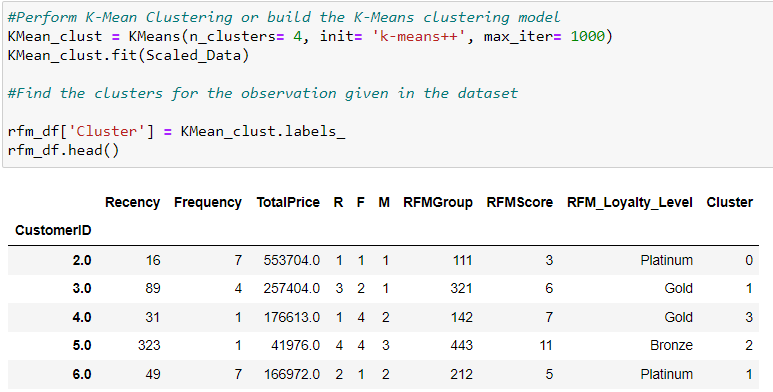 #Perform K-Mean Clustering or build the K-Means clustering model
KMean_clust = KMeans(n_clusters= 4, init= 'k-means++', max_iter= 1000)
KMean_clust.fit(Scaled_Data)
#Find the clusters for the observation given in the dataset
rfm_df['Cluster'] = KMean_clust.labels_
rfm_df.head()
Recency Frequency TotalPrice R F M RFMGroup RFMScore RFM_Loyalty_Level Cluster
CustomerID
2.0 16 7 553704.0 1 1 1 111 3 Platinum 0
3.0 89 4 257404.0 3 2 1 321 6 Gold 1
4.0 31 1 176613.0 1 4 2 142 7 Gold 3
5.0 323 1 41976.0 4 4 3 443 11 Bronze 2
6.0 49 7 166972.0 2 1 2 212 5 Platinum 1